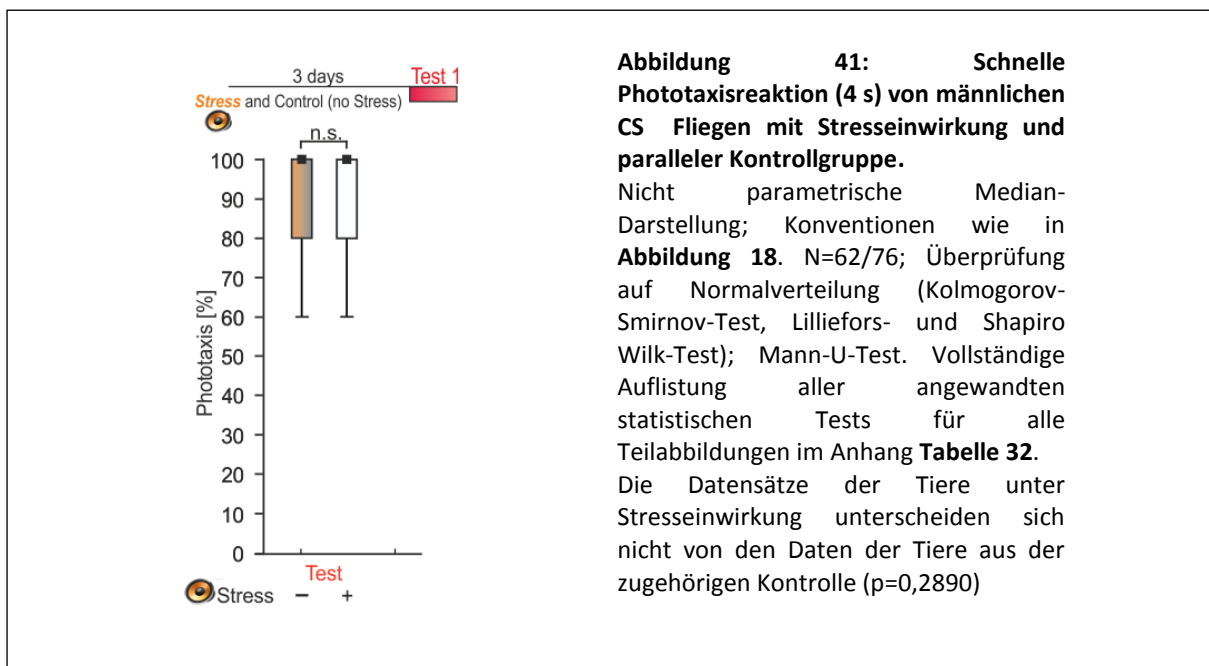 3 days Test 1
Stress and Control (no Stress)
n.s.
100
90
80
70
60
50
40
30
20
10
0
Phototaxis [%]
Test
Stress − +
Abbildung 41: Schnelle
Phototaxisreaktion (4 s) von männlichen
CS Fliegen mit Stresseinwirkung und
paralleler Kontrollgruppe.
Nicht parametrische Median-
Darstellung; Konventionen wie in
Abbildung 18. N=62/76; Überprüfung
auf Normalverteilung (Kolmogorov-
Smirnov-Test, Lilliefors- und Shapiro
Wilk-Test); Mann-U-Test. Vollständige
Auflistung aller angewandten
statistischen Tests für alle
Teilabbildungen im Anhang Tabelle 32.
Die Datensätze der Tiere unter
Stresseinwirkung unterscheiden sich
nicht von den Daten der Tiere aus der
zugehörigen Kontrolle (p=0,2890)